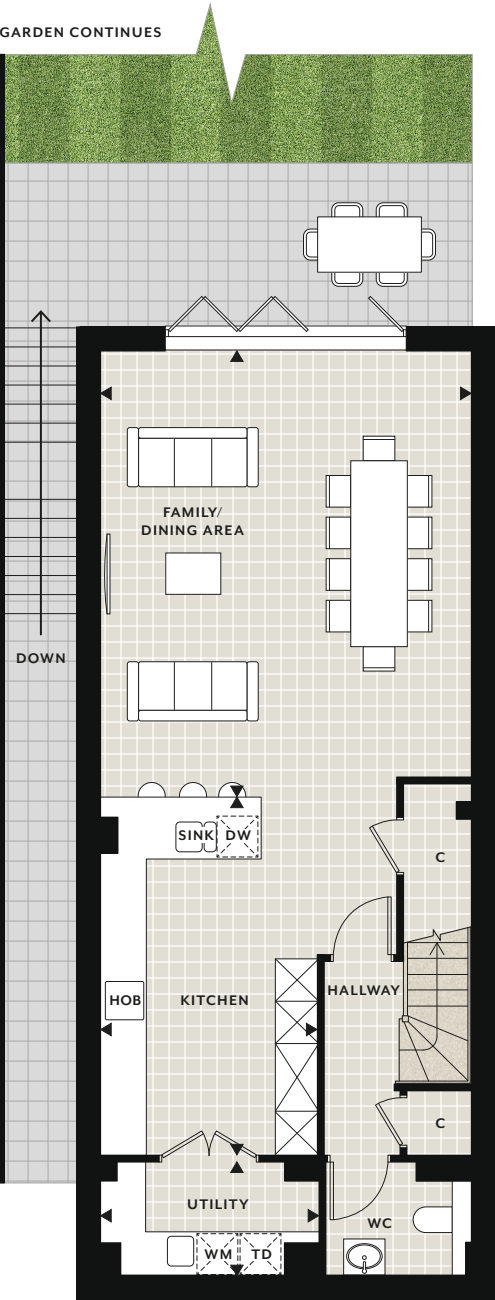 GARDEN CONTINUES
FAMILY/
DINING AREA
DOWN
SINK
DW
C
HOB
KITCHEN
HALLWAY
C
UTILITY
WC
WM
TD